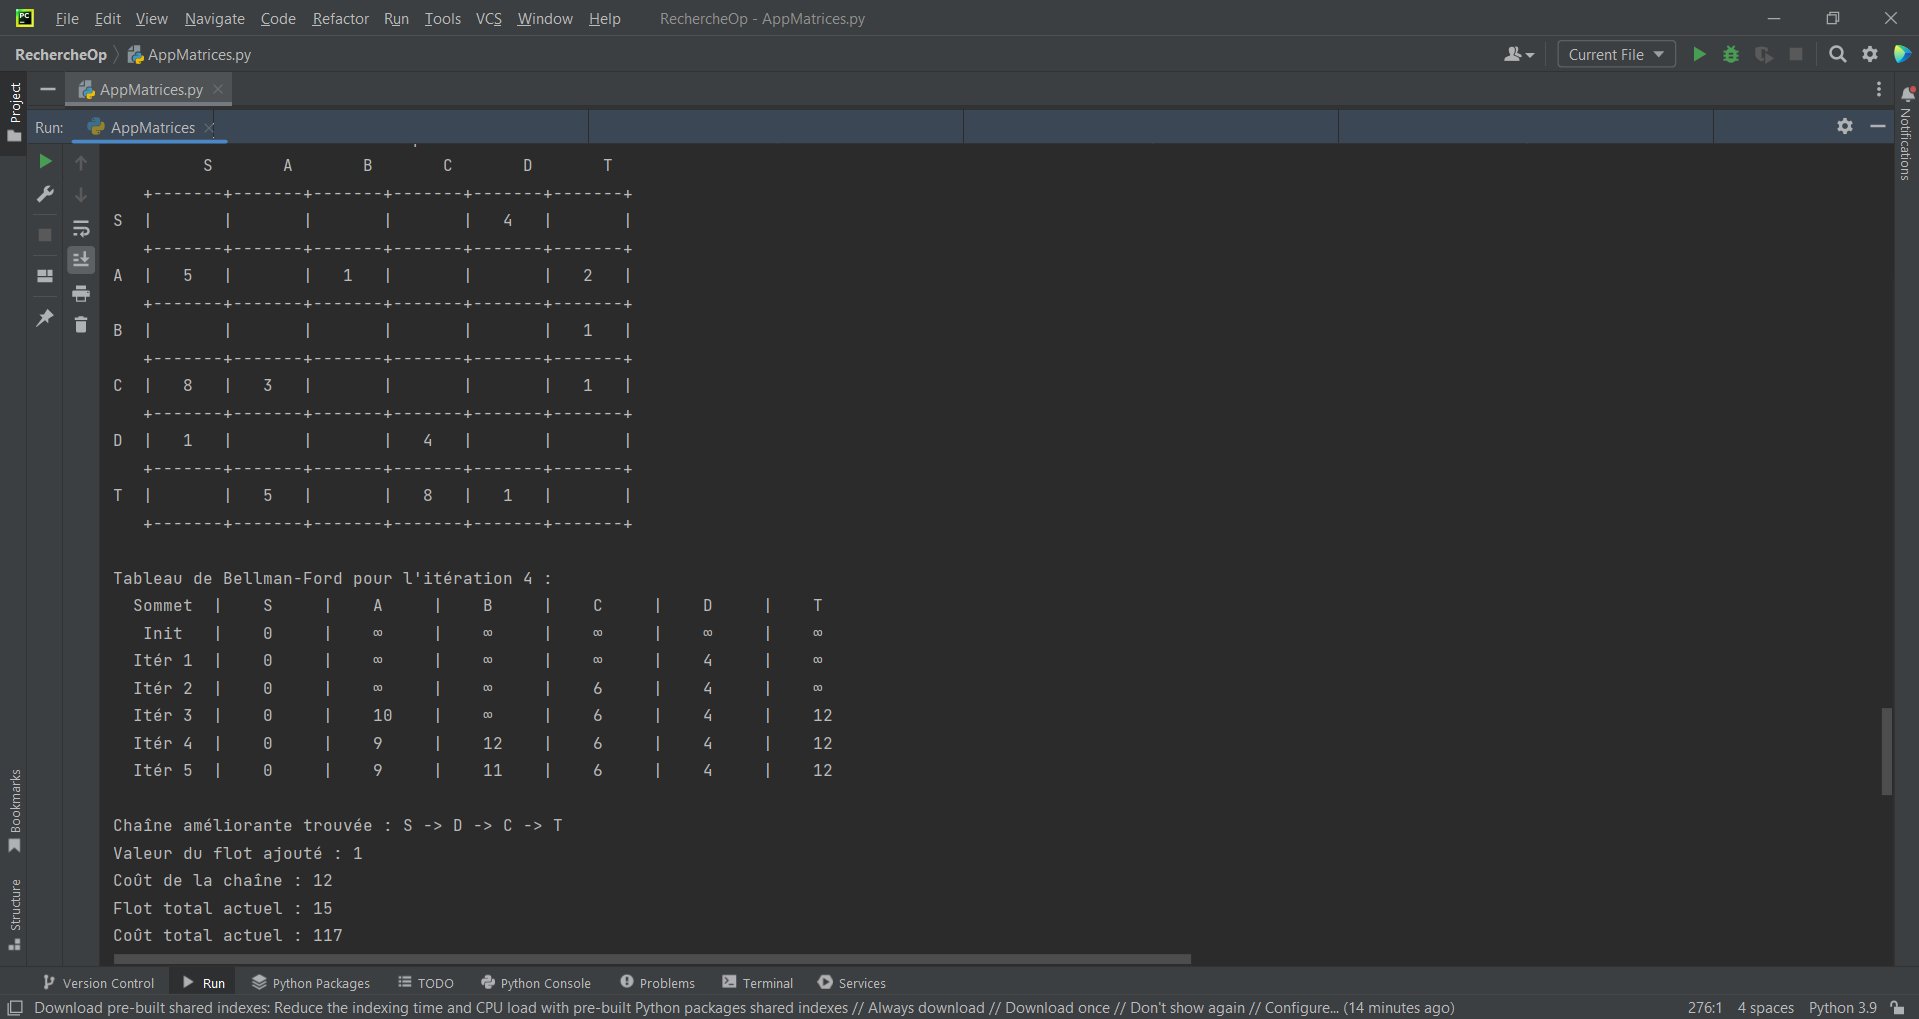 PC File Edit View Navigate Code Refactor Run Tools VCS Window Help RechercheOp - AppMatrices.py
RechercheOp AppMatrices.py Current File
Project
AppMatrices.py
Notifications
Run: AppMatrices
        S       A       B       C       D       T
   +-------+-------+-------+-------+-------+-------+
S  |       |       |       |       |   4   |       |
   +-------+-------+-------+-------+-------+-------+
A  |   5   |       |   1   |       |       |   2   |
   +-------+-------+-------+-------+-------+-------+
B  |       |       |       |       |       |   1   |
   +-------+-------+-------+-------+-------+-------+
C  |   8   |   3   |       |       |       |   1   |
   +-------+-------+-------+-------+-------+-------+
D  |   1   |       |       |   4   |       |       |
   +-------+-------+-------+-------+-------+-------+
T  |       |   5   |       |   8   |   1   |       |
   +-------+-------+-------+-------+-------+-------+
Tableau de Bellman-Ford pour l'itération 4 :
Sommet | S | A | B | C | D | T
Init | 0 | ∞ | ∞ | ∞ | ∞ | ∞
Itér 1 | 0 | ∞ | ∞ | ∞ | 4 | ∞
Itér 2 | 0 | ∞ | ∞ | 6 | 4 | ∞
Itér 3 | 0 | 10 | ∞ | 6 | 4 | 12
Itér 4 | 0 | 9 | 12 | 6 | 4 | 12
Itér 5 | 0 | 9 | 11 | 6 | 4 | 12
Chaîne améliorante trouvée : S -> D -> C -> T
Valeur du flot ajouté : 1
Coût de la chaîne : 12
Flot total actuel : 15
Coût total actuel : 117
Bookmarks
Structure
Version Control Run Python Packages TODO Python Console Problems Terminal Services
Download pre-built shared indexes: Reduce the indexing time and CPU load with pre-built Python packages shared indexes // Always download // Download once // Don't show again // Configure... (14 minutes ago) 276:1 4 spaces Python 3.9